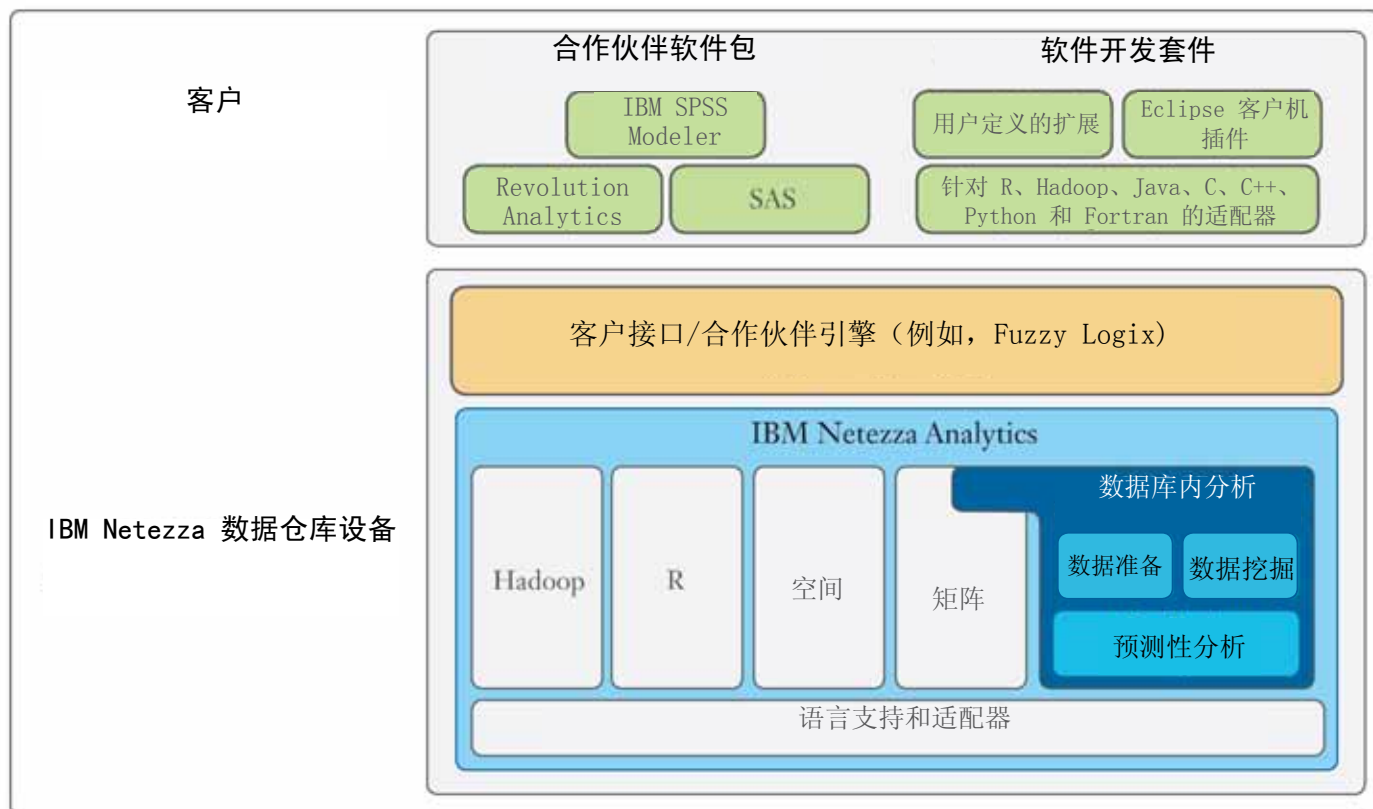 合作伙伴软件包
软件开发套件
客户
IBM SPSS
Modeler
用户定义的扩展
Eclipse 客户机
插件
Revolution
Analytics
SAS
针对 R、Hadoop、Java、C、C++、
Python 和 Fortran 的适配器
客户接口/合作伙伴引擎（例如，Fuzzy Logix)
IBM Netezza Analytics
数据库内分析
IBM Netezza 数据仓库设备
Hadoop
R
空间
矩阵
数据准备
数据挖掘
预测性分析
语言支持和适配器